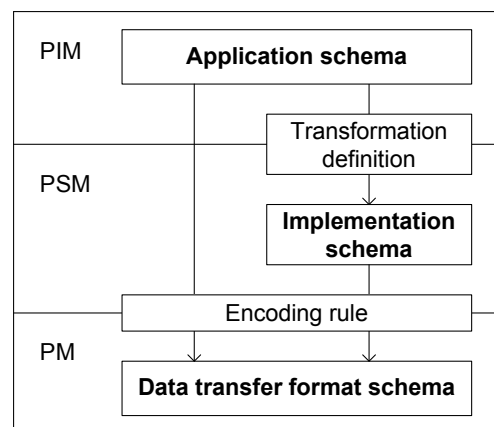 PIM
Application schema
Transformation
definition
PSM
Implementation
schema
Encoding rule
PM
Data transfer format schema